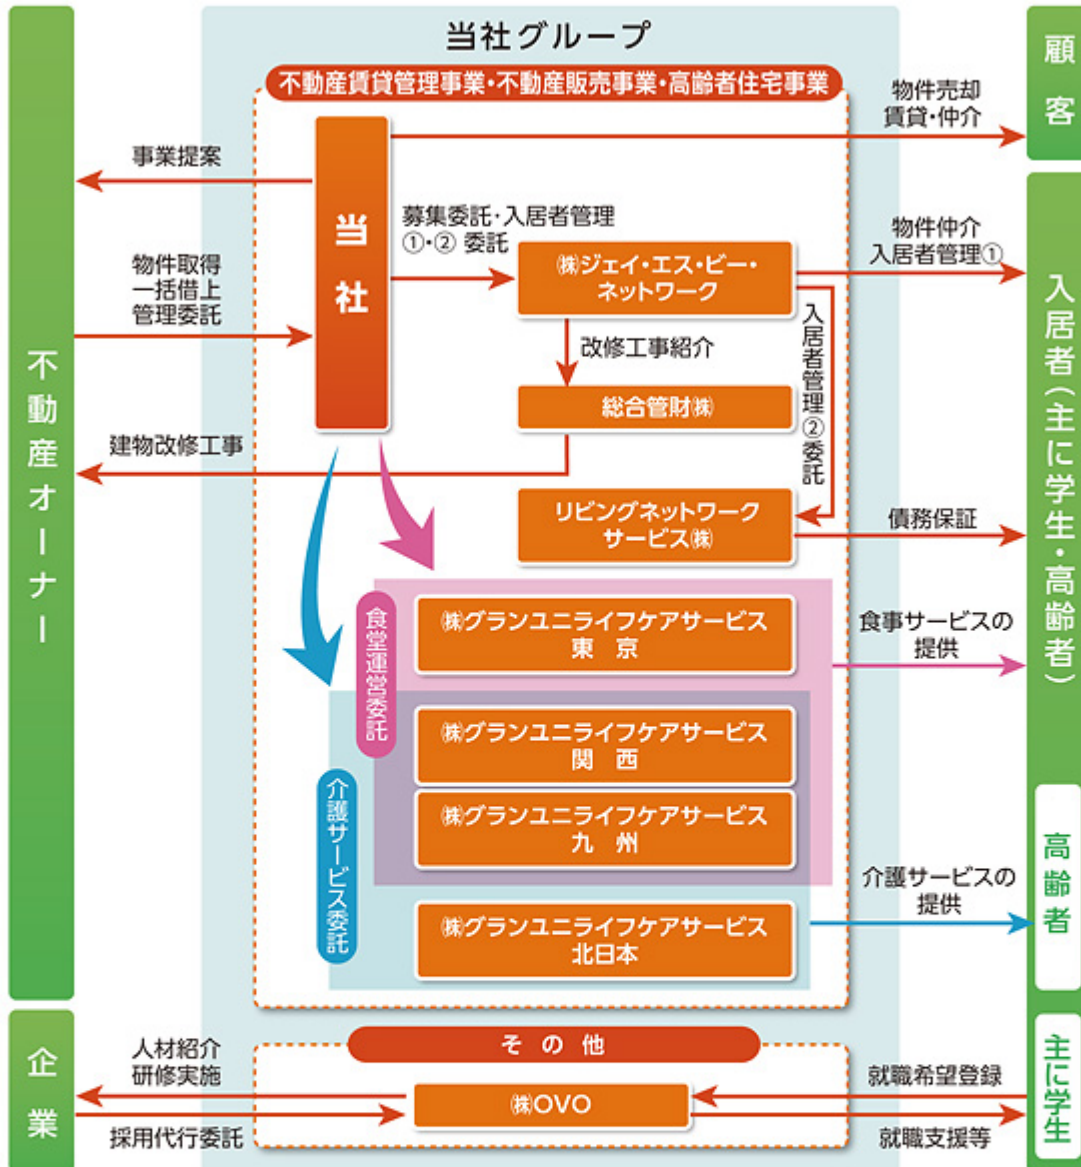 当社グループ
不動産賃貸管理事業・不動産販売事業・高齢者住宅事業
顧客
物件売却
賃貸・仲介
事業提案
当社
募集委託・入居者管理
①・② 委託
物件仲介
入居者管理①
㈱ジェイ・エス・ビー・
ネットワーク
物件取得
一括借上
管理委託
入居者(主に学生・高齢者)
不動産オーナー
改修工事紹介
入居者管理②委託
総合管財㈱
建物改修工事
リビングネットワーク
サービス㈱
債務保証
食堂運営委託
㈱グランユニライフケアサービス
東 京
食事サービスの
提供
㈱グランユニライフケアサービス
関 西
介護サービス委託
㈱グランユニライフケアサービス
九 州
高齢者
介護サービスの
提供
㈱グランユニライフケアサービス
北日本
その他
企業
人材紹介
研修実施
㈱OVO
採用代行委託
就職希望登録
就職支援等
主に学生